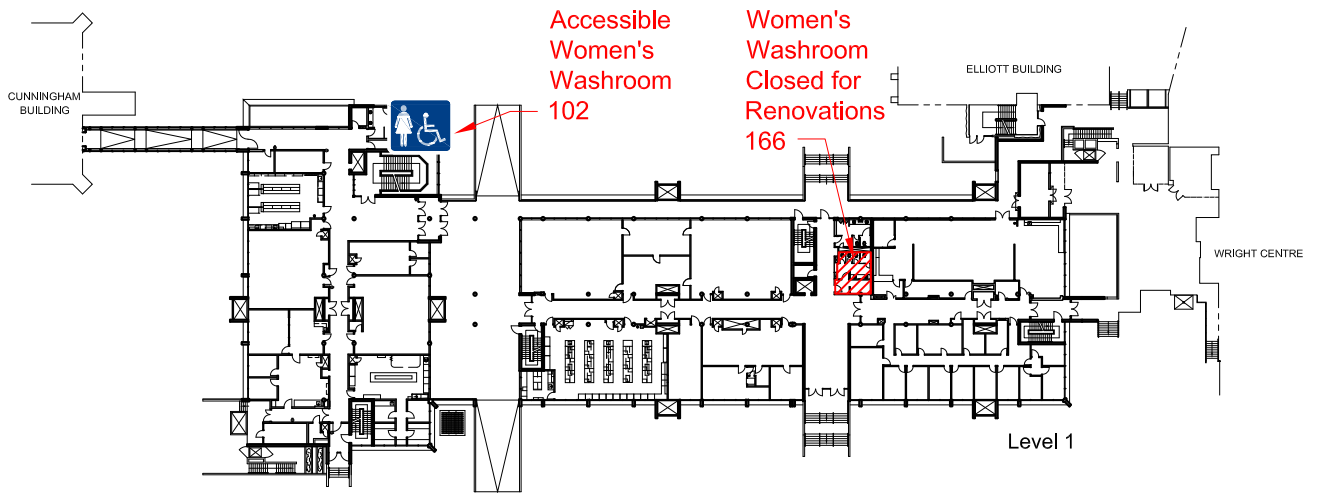 Accessible
Women's
Washroom
102
Women's
Washroom
Closed for
Renovations
166
CUNNINGHAM
BUILDING
ELLIOTT BUILDING
WRIGHT CENTRE
Level 1